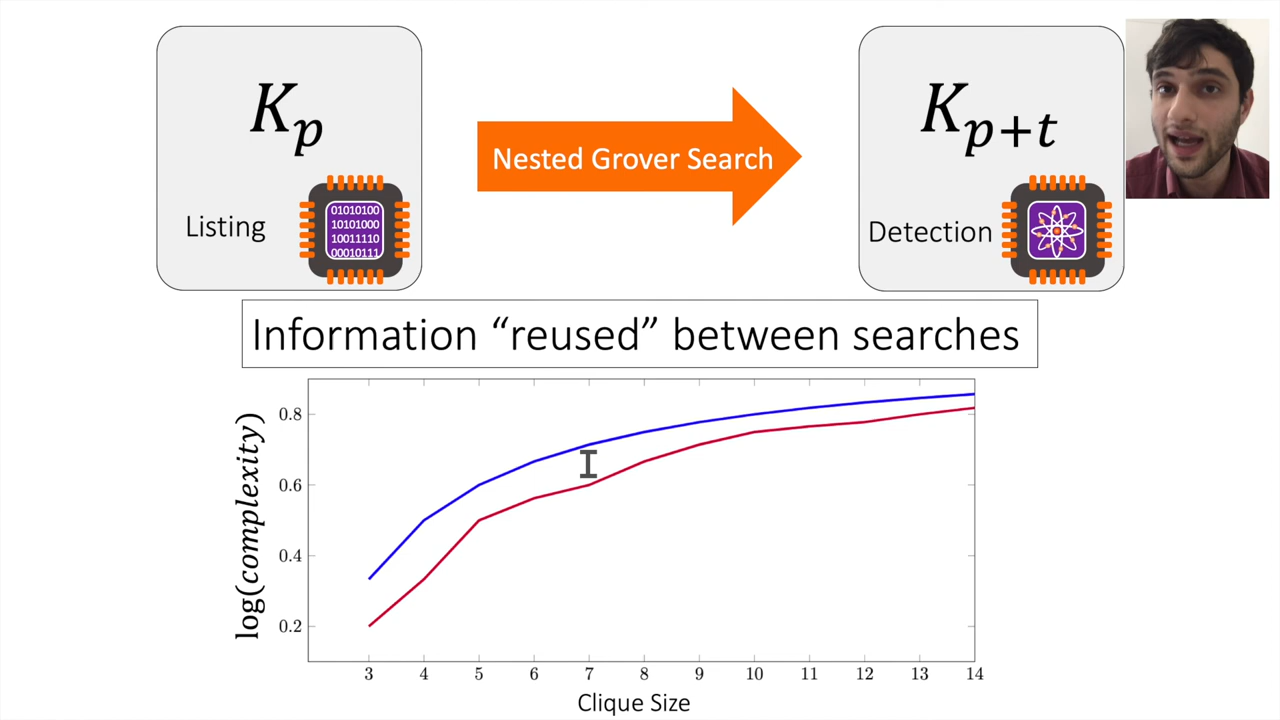 K_p
Listing
01010100
10101000
10011110
00010111
Nested Grover Search
K_{p+t}
Detection
Information “reused” between searches
log(complexity)
0.8
0.6
0.4
0.2
3 4 5 6 7 8 9 10 11 12 13 14
Clique Size